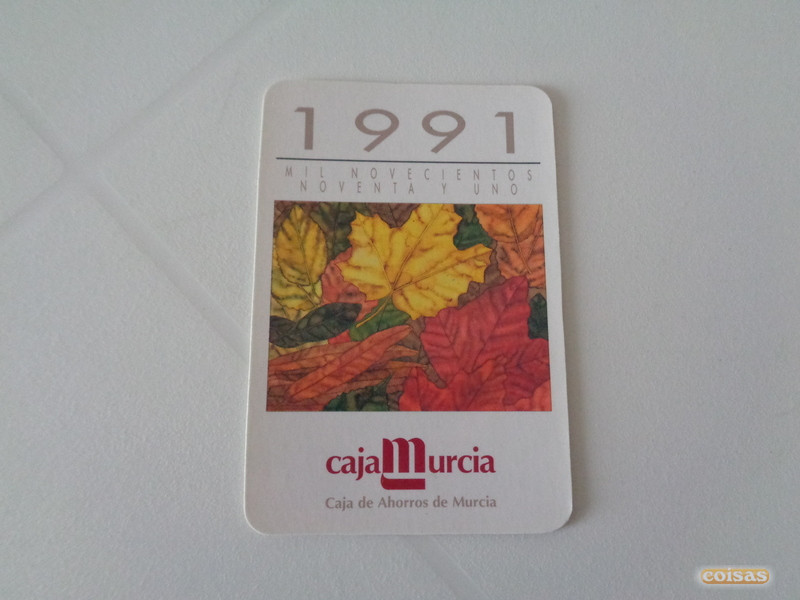 1991
MIL NOVECIENTOS
NOVENTA Y UNO
cajaMurcia
Caja de Ahorros de Murcia
coisas